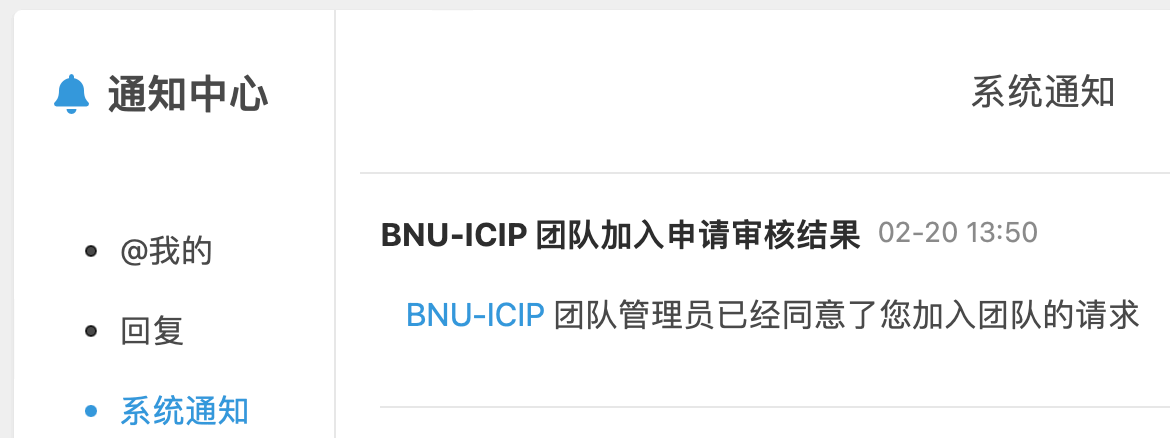 通知中心
@我的
回复
系统通知
系统通知
BNU-ICIP 团队加入申请审核结果 02-20 13:50
BNU-ICIP 团队管理员已经同意了您加入团队的请求